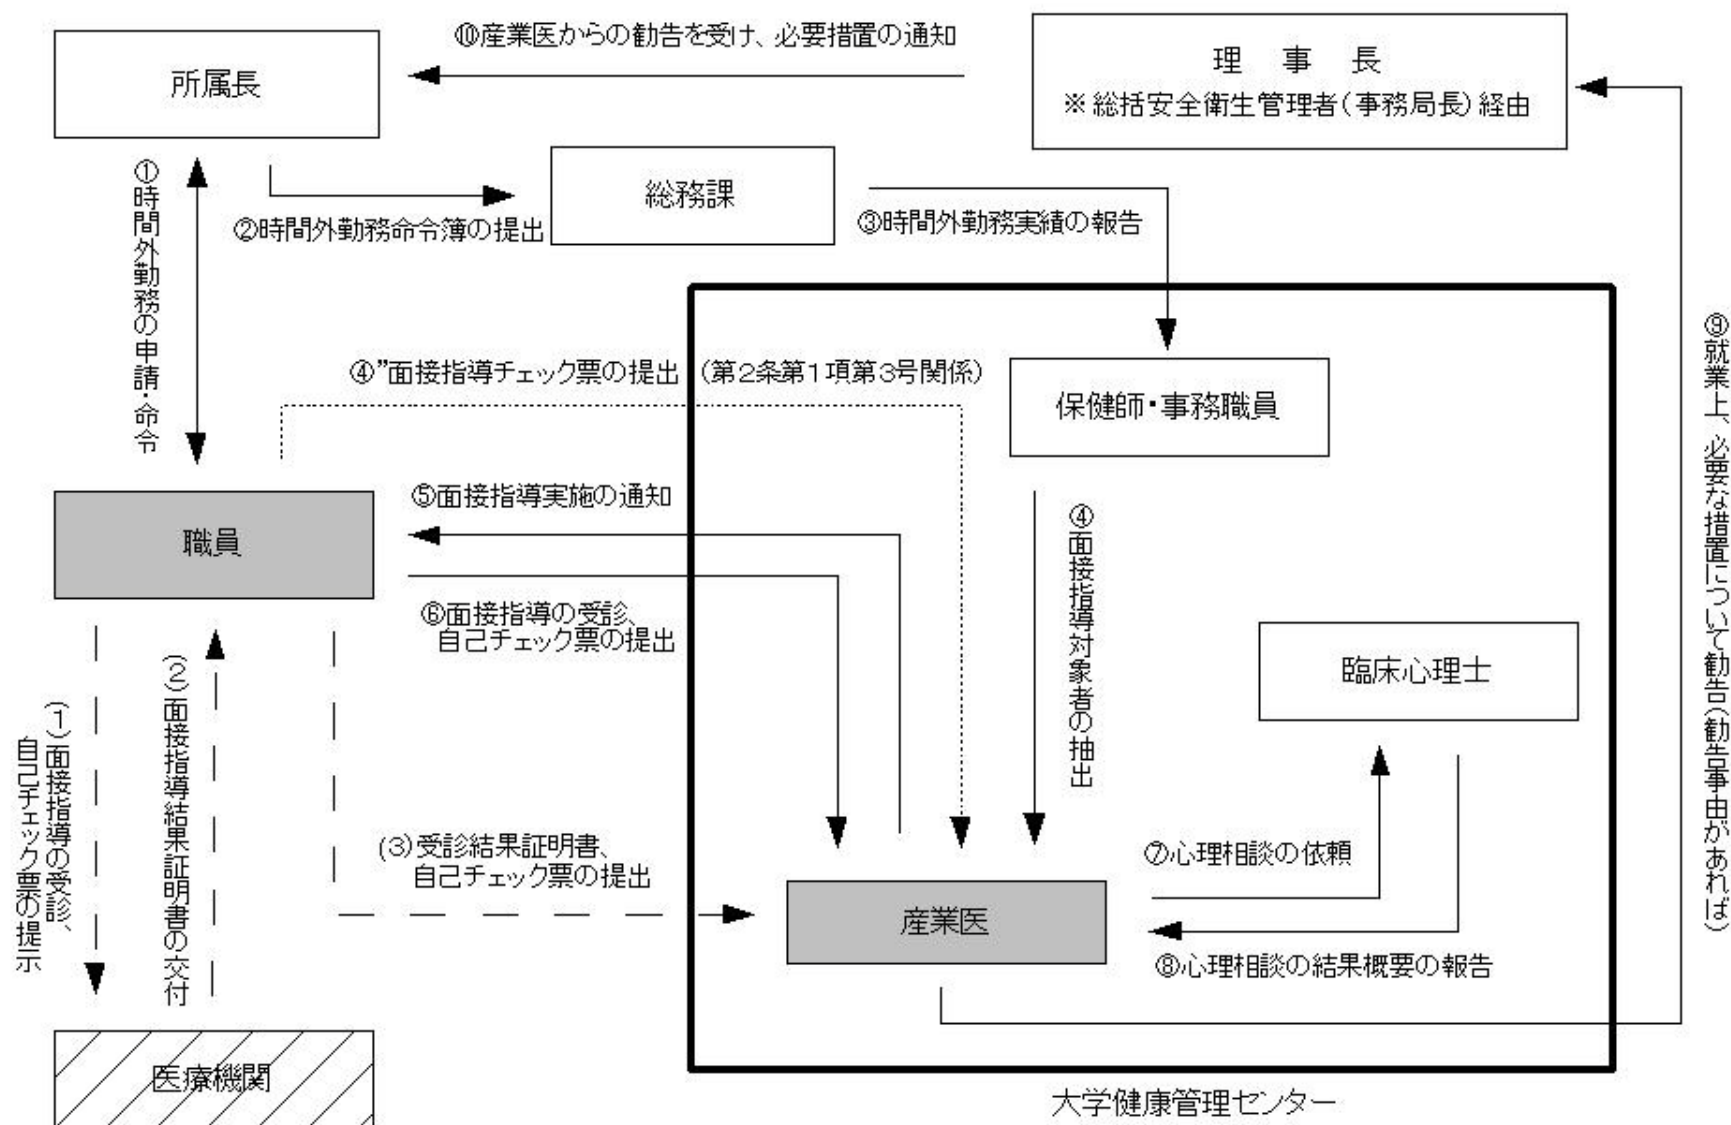 ⑩産業医からの勧告を受け、必要措置の通知
所属長
理 事 長
※総括安全衛生管理者(事務局長)経由
①時間外勤務の申請・命令
②時間外勤務命令簿の提出
総務課
③時間外勤務実績の報告
④”面接指導チェック票の提出 (第2条第1項第3号関係)
保健師・事務職員
⑨就業上、必要な措置について勧告(勧告事由があれば)
職員
⑤面接指導実施の通知
⑥面接指導の受診、
自己チェック票の提出
④面接指導対象者の抽出
臨床心理士
(1)面接指導の受診、
自己チェック票の提示
(2)面接指導結果証明書の交付
(3)受診結果証明書、
自己チェック票の提出
⑦心理相談の依頼
産業医
⑧心理相談の結果概要の報告
医療機関
大学健康管理センター